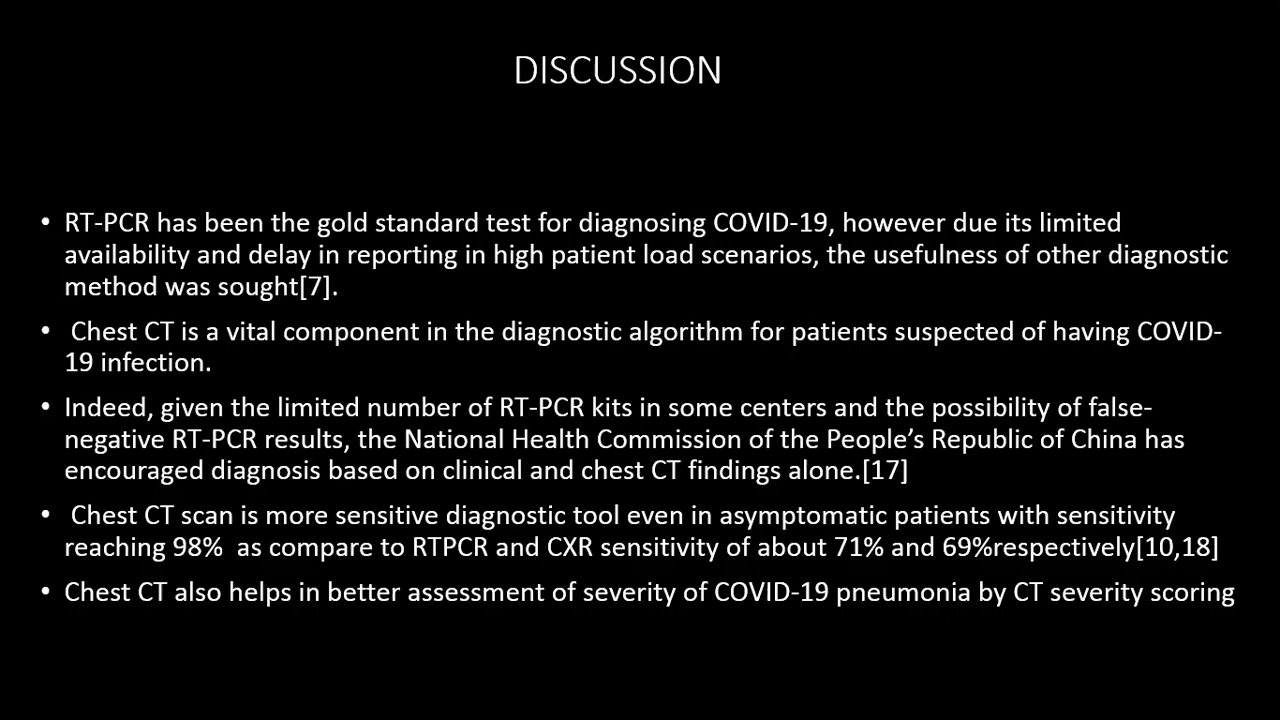 DISCUSSION
• RT-PCR has been the gold standard test for diagnosing COVID-19, however due its limited
availability and delay in reporting in high patient load scenarios, the usefulness of other diagnostic
method was sought[7].
• Chest CT is a vital component in the diagnostic algorithm for patients suspected of having COVID-
19 infection.
• Indeed, given the limited number of RT-PCR kits in some centers and the possibility of false-
negative RT-PCR results, the National Health Commission of the People’s Republic of China has
encouraged diagnosis based on clinical and chest CT findings alone.[17]
• Chest CT scan is more sensitive diagnostic tool even in asymptomatic patients with sensitivity
reaching 98%  as compare to RTPCR and CXR sensitivity of about 71% and 69%respectively[10,18]
• Chest CT also helps in better assessment of severity of COVID-19 pneumonia by CT severity scoring